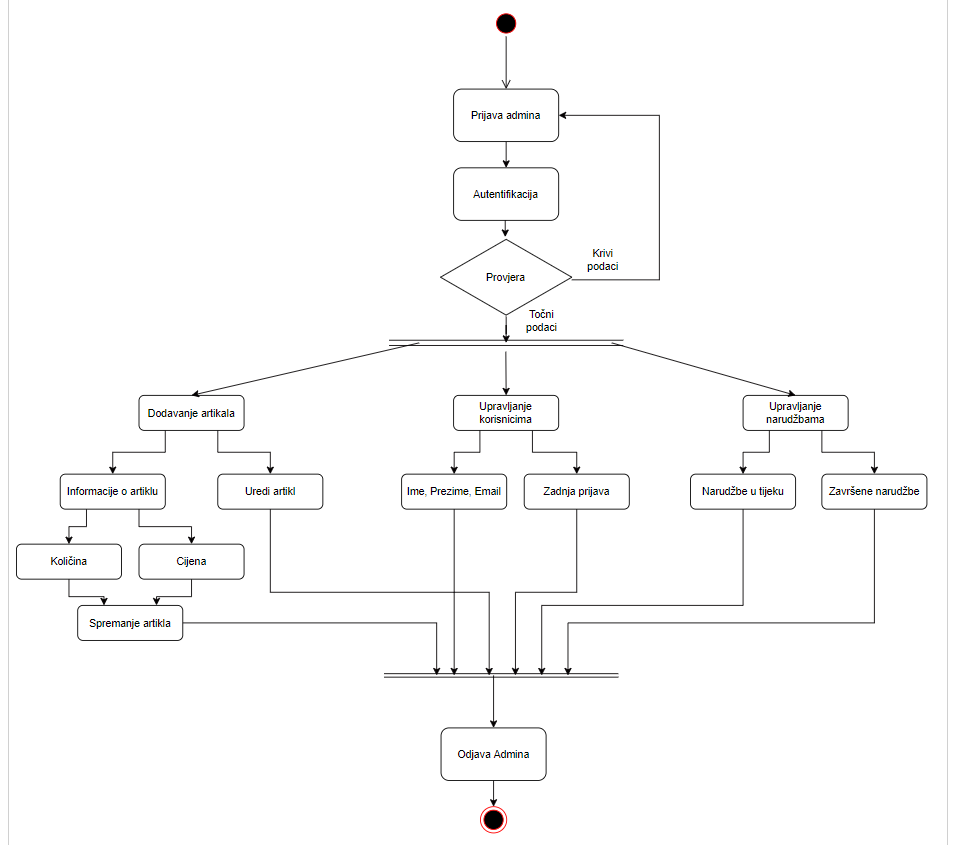 Prijava admina
Autentifikacija
Provjera
Krivi
podaci
Točni
podaci
Dodavanje artikala
Upravljanje
korisnicima
Upravljanje
narudžbama
Informacije o artiklu
Uredi artikl
Ime, Prezime, Email
Zadnja prijava
Narudžbe u tijeku
Završene narudžbe
Količina
Cijena
Spremanje artikla
Odjava Admina